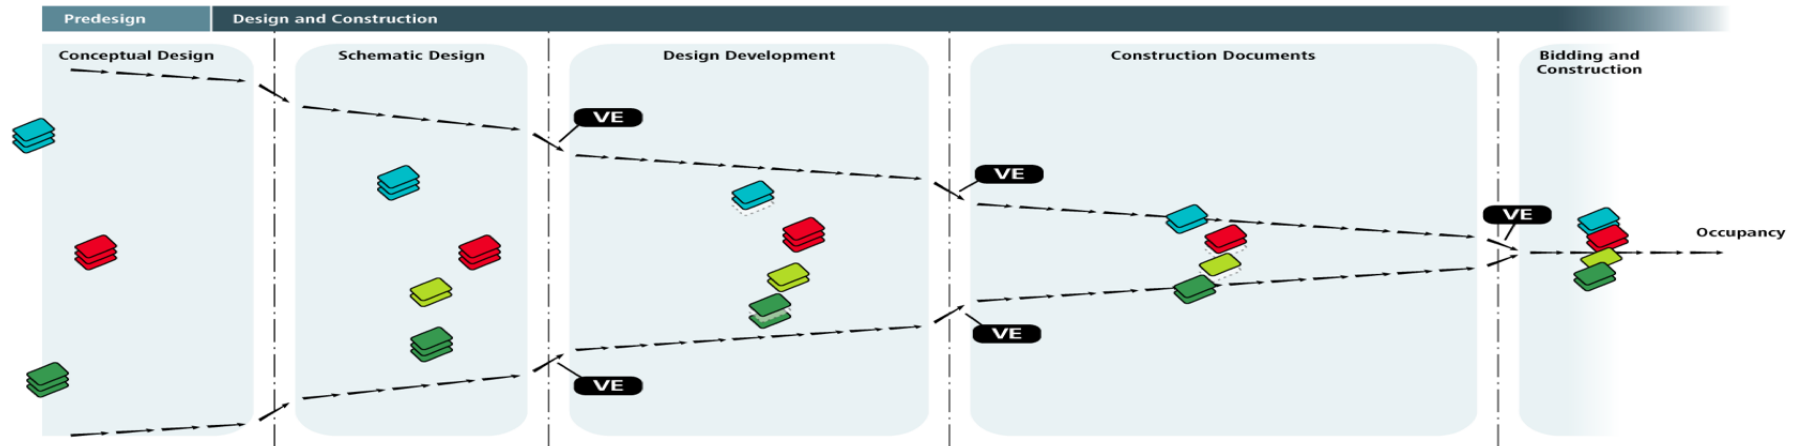 Predesign
Design and Construction
Conceptual Design
Schematic Design
Design Development
Construction Documents
Bidding and
Construction
VE
VE
VE
Occupancy
VE
VE